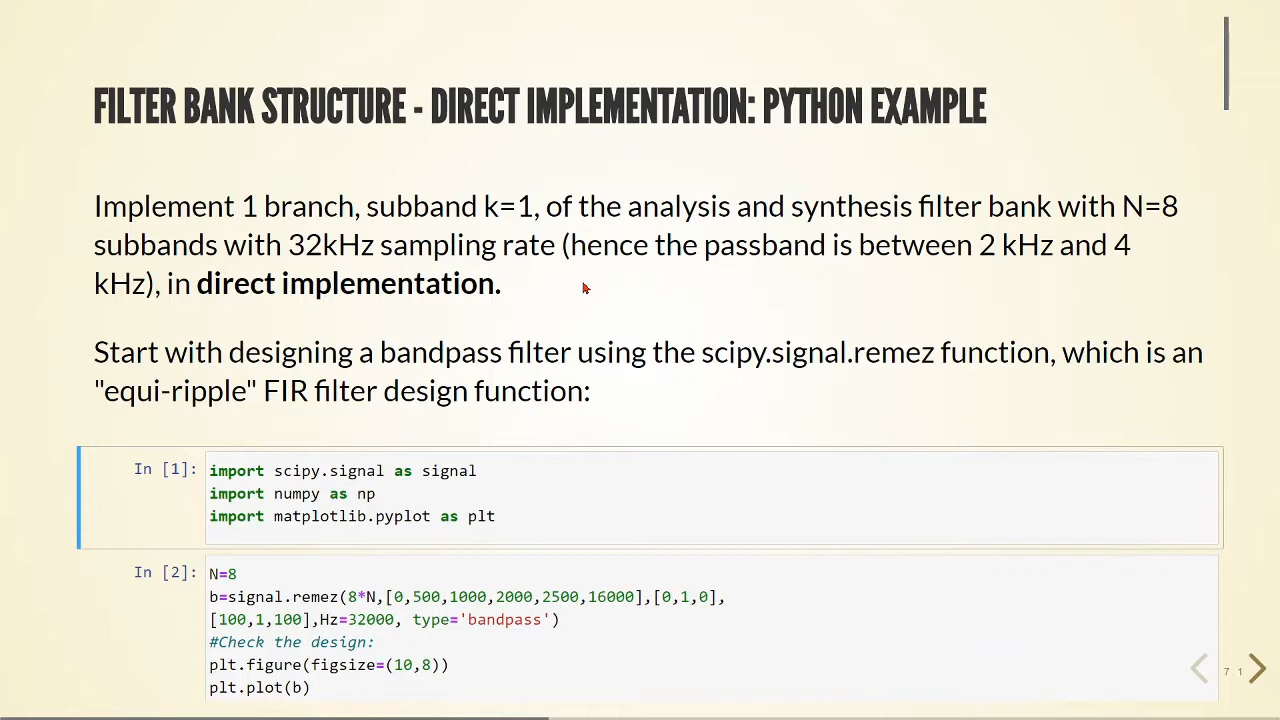 FILTER BANK STRUCTURE - DIRECT IMPLEMENTATION: PYTHON EXAMPLE
Implement 1 branch, subband k=1, of the analysis and synthesis filter bank with N=8
subbands with 32kHz sampling rate (hence the passband is between 2 kHz and 4
kHz), in direct implementation.
Start with designing a bandpass filter using the scipy.signal.remez function, which is an
"equi-ripple" FIR filter design function:
In [1]: import scipy.signal as signal
import numpy as np
import matplotlib.pyplot as plt
In [2]: N=8
b=signal.remez(8*N,[0,500,1000,2000,2500,16000],[0,1,0],
[100,1,100],Hz=32000, type='bandpass')
#Check the design:
plt.figure(figsize=(10,8))
plt.plot(b)
7.1